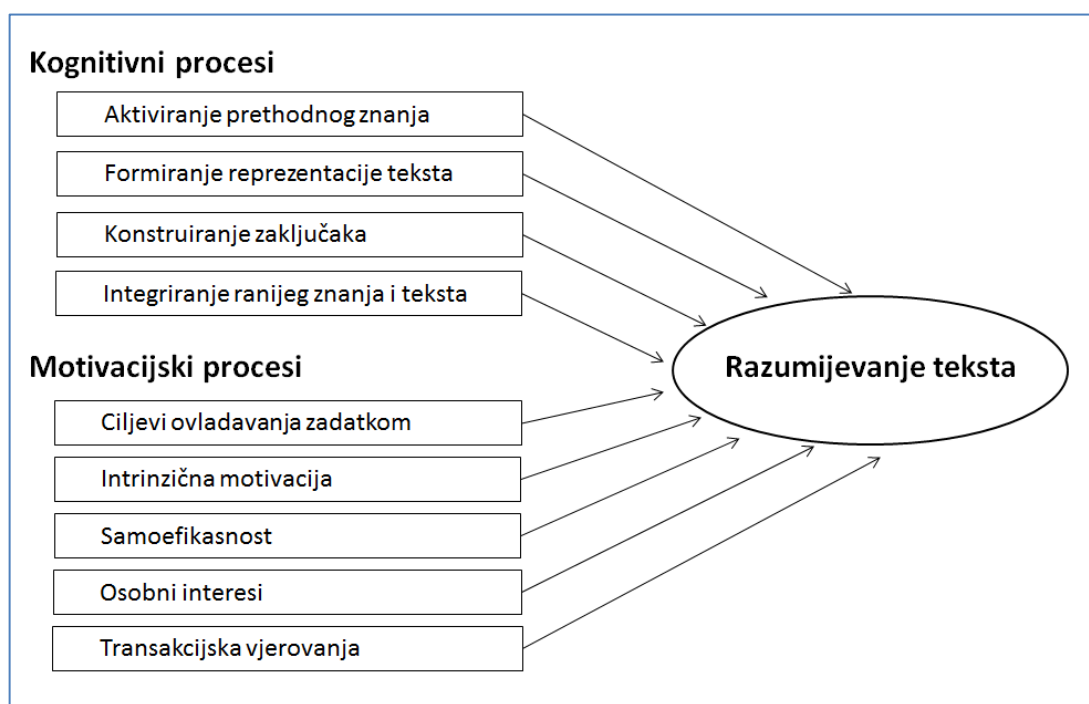 Kognitivni procesi
Aktiviranje prethodnog znanja
Formiranje reprezentacije teksta
Konstruiranje zaključaka
Integriranje ranijeg znanja i teksta
Motivacijski procesi
Razumijevanje teksta
Ciljevi ovladavanja zadatkom
Intrinzična motivacija
Samoefikasnost
Osobni interesi
Transakcijska vjerovanja